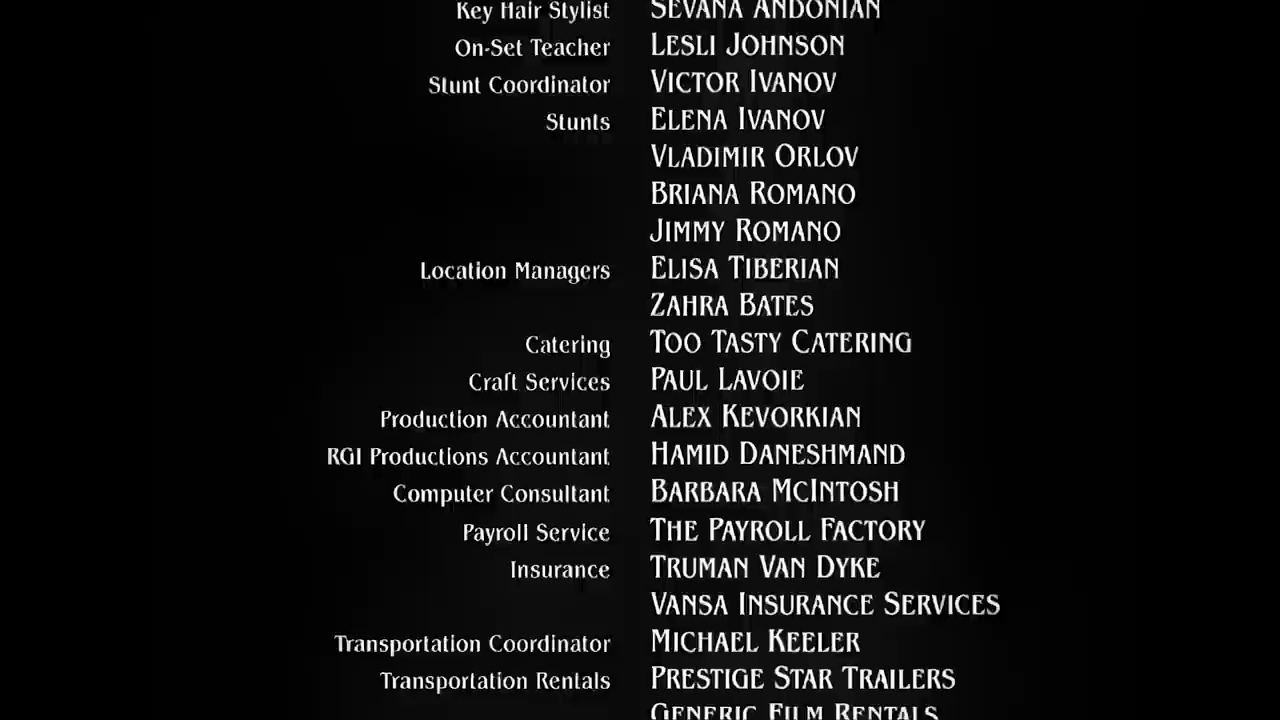 Key Hair Stylist SEVANA ANDONIAN
On-Set Teacher LESLI JOHNSON
Stunt Coordinator VICTOR IVANOV
Stunts ELENA IVANOV
VLADIMIR ORLOV
BRIANA ROMANO
JIMMY ROMANO
Location Managers ELISA TIBERIAN
ZAHRA BATES
Catering TOO TASTY CATERING
Craft Services PAUL LAVOIE
Production Accountant ALEX KEVORKIAN
RGI Productions Accountant HAMID DANESHMAND
Computer Consultant BARBARA MCINTOSH
Payroll Service THE PAYROLL FACTORY
Insurance TRUMAN VAN DYKE
VANSA INSURANCE SERVICES
Transportation Coordinator MICHAEL KEELER
Transportation Rentals PRESTIGE STAR TRAILERS
GENERIC FILM RENTALS